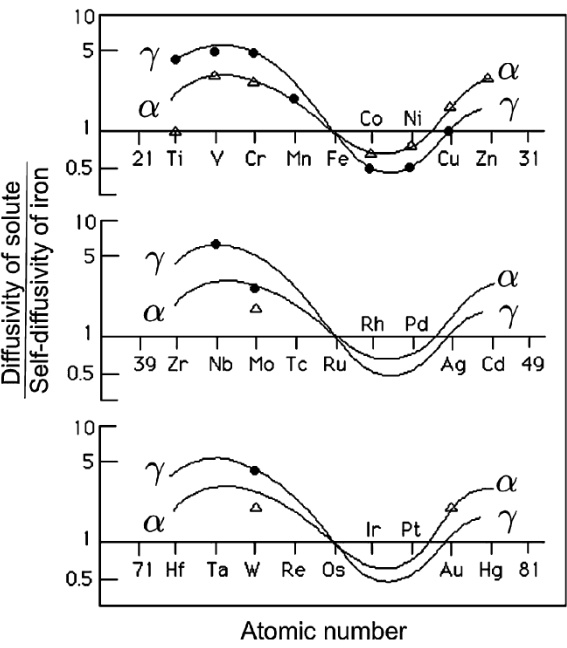 Diffusivity of solute
Self-diffusivity of iron
10
5
1
0.5
γ
α
α
γ
Co Ni
21 Ti V Cr Mn Fe Cu Zn 31
10
5
1
0.5
γ
α
α
γ
Rh Pd
39 Zr Nb Mo Tc Ru Ag Cd 49
10
5
1
0.5
γ
α
α
γ
Ir Pt
71 Hf Ta W Re Os Au Hg 81
Atomic number